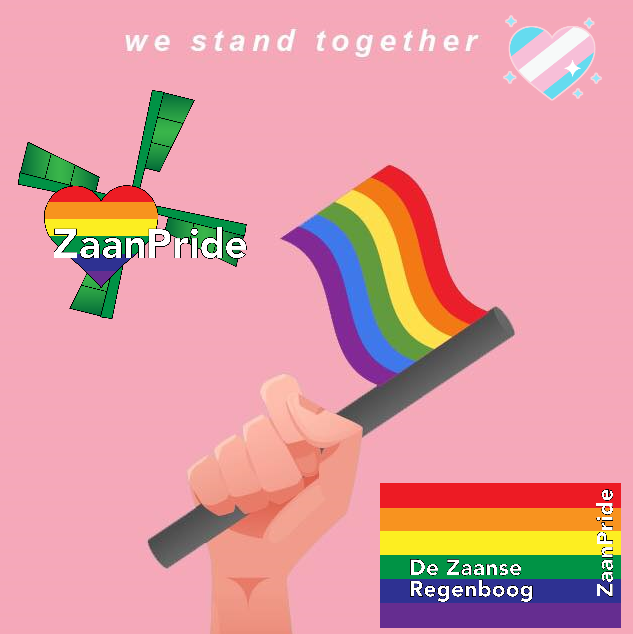 we stand together
ZaanPride
De Zaanse
Regenboog
ZaanPride